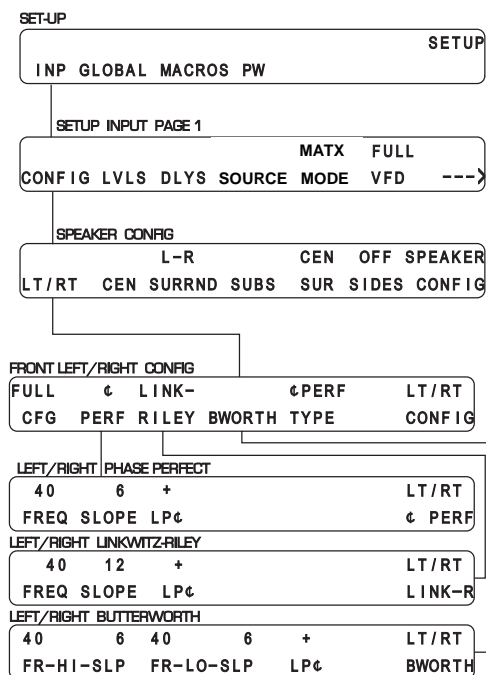 SET-UP
SETUP
INP GLOBAL MACROS PW
SETUP INPUT PAGE 1
MATX FULL
CONFIG LVLS DLYS SOURCE MODE VFD --->
SPEAKER CONFIG
L-R CEN OFF SPEAKER
LT/RT CEN SURRND SUBS SUR SIDES CONFIG
FRONT LEFT/RIGHT CONFIG
FULL ¢ LINK- ¢PERF LT/RT
CFG PERF RILEY BWORTH TYPE CONFIG
LEFT/RIGHT PHASE PERFECT
40 6 + LT/RT
FREQ SLOPE LP¢ ¢ PERF
LEFT/RIGHT LINKWITZ-RILEY
40 12 + LT/RT
FREQ SLOPE LP¢ LINK-R
LEFT/RIGHT BUTTERWORTH
40 6 40 6 + LT/RT
FR-HI-SLP FR-LO-SLP LP¢ BWORTH